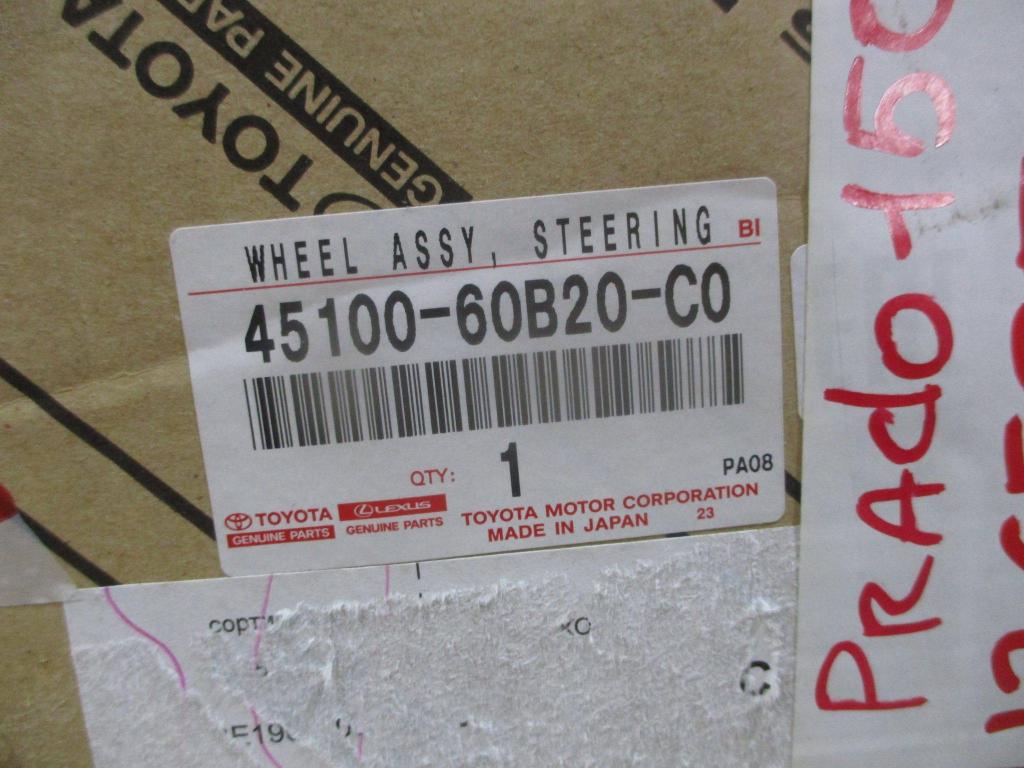 TOYOTA
GENUINE PA
TOYOTA
WHEEL ASSY, STEERING BI
45100-60B20-C0
QTY: 1
PA08
TOYOTA
GENUINE PARTS
LEXUS
GENUINE PARTS
TOYOTA MOTOR CORPORATION
MADE IN JAPAN 23
Prado-150